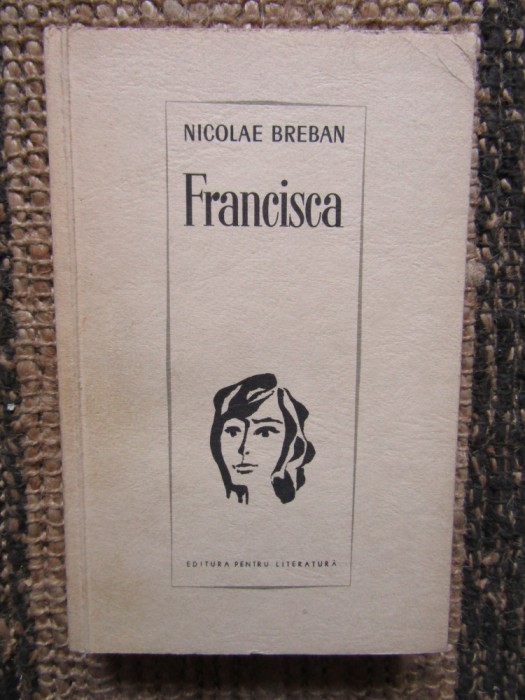 NICOLAE BREBAN
Francisca
EDITURA PENTRU LITERATURĂ